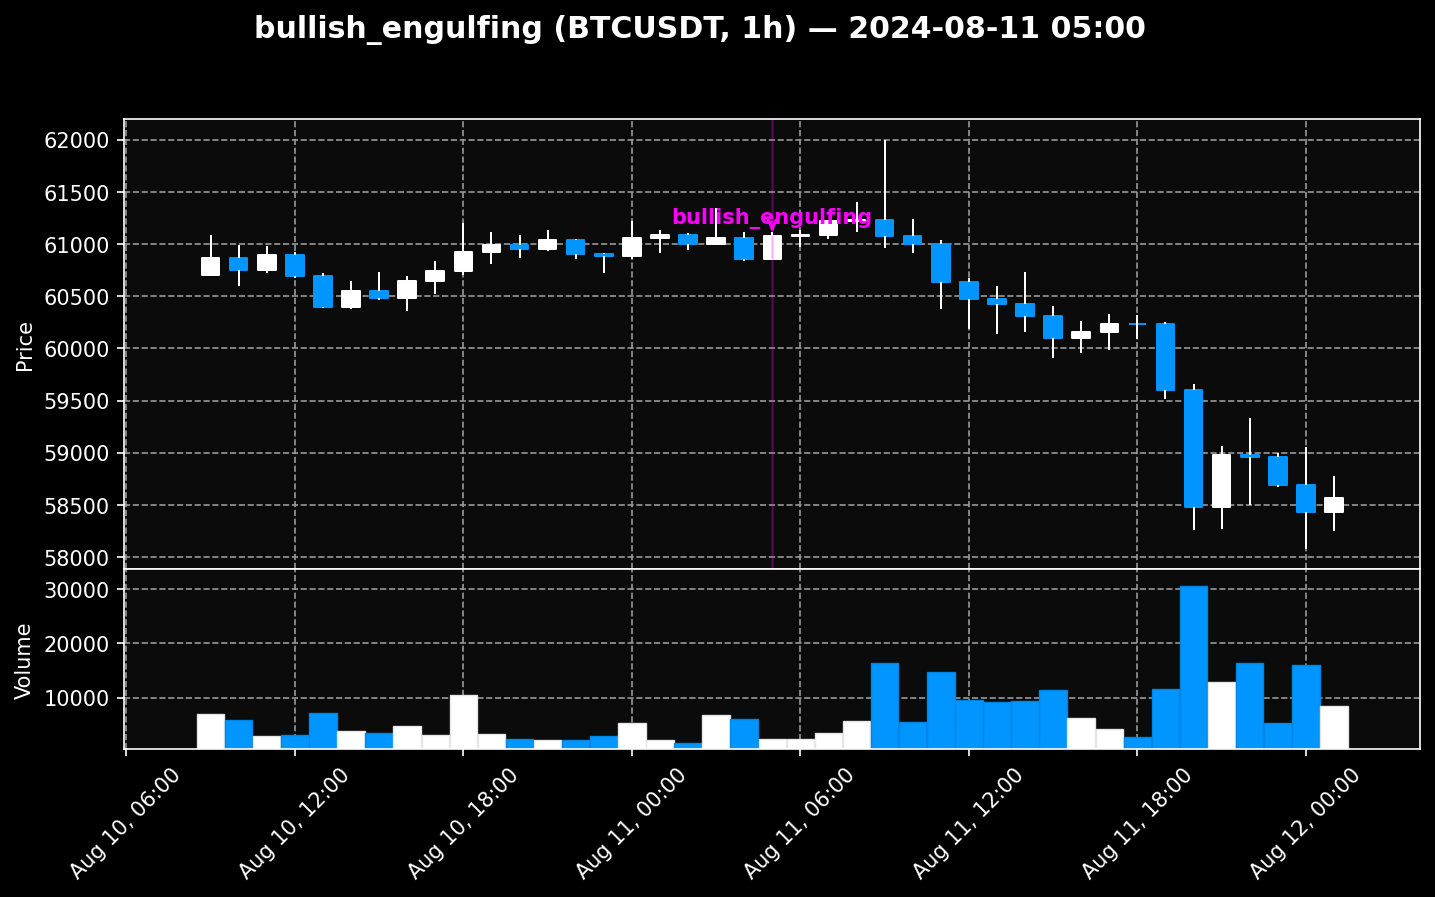 bullish_engulfing (BTCUSDT, 1h) — 2024-08-11 05:00
62000
61500
bullish_engulfing
61000
60500
60000
59500
59000
58500
58000
Price
30000
20000
10000
Volume
Aug 10, 06:00
Aug 10, 12:00
Aug 10, 18:00
Aug 11, 00:00
Aug 11, 06:00
Aug 11, 12:00
Aug 11, 18:00
Aug 12, 00:00